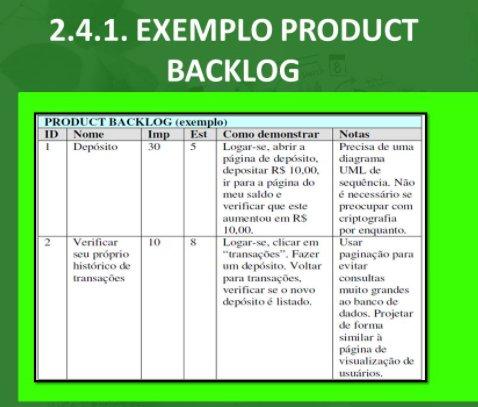 2.4.1. EXEMPLO PRODUCT
BACKLOG
PRODUCT BACKLOG (exemplo)
ID Nome Imp Est Como demonstrar Notas
1 Depósito 30 5 Logar-se, abrir a página de depósito, depositar R$ 10,00, ir para a página do meu saldo e verificar que este aumentou em R$ 10,00. Precisa de uma diagrama UML de sequência. Não é necessário se preocupar com criptografia por enquanto.
2 Verificar seu próprio histórico de transações 10 8 Logar-se, clicar em "transações". Fazer um depósito. Voltar para transações, verificar se o novo depósito é listado. Usar paginação para evitar consultas muito grandes ao banco de dados. Projetar de forma similar à página de visualização de usuários.